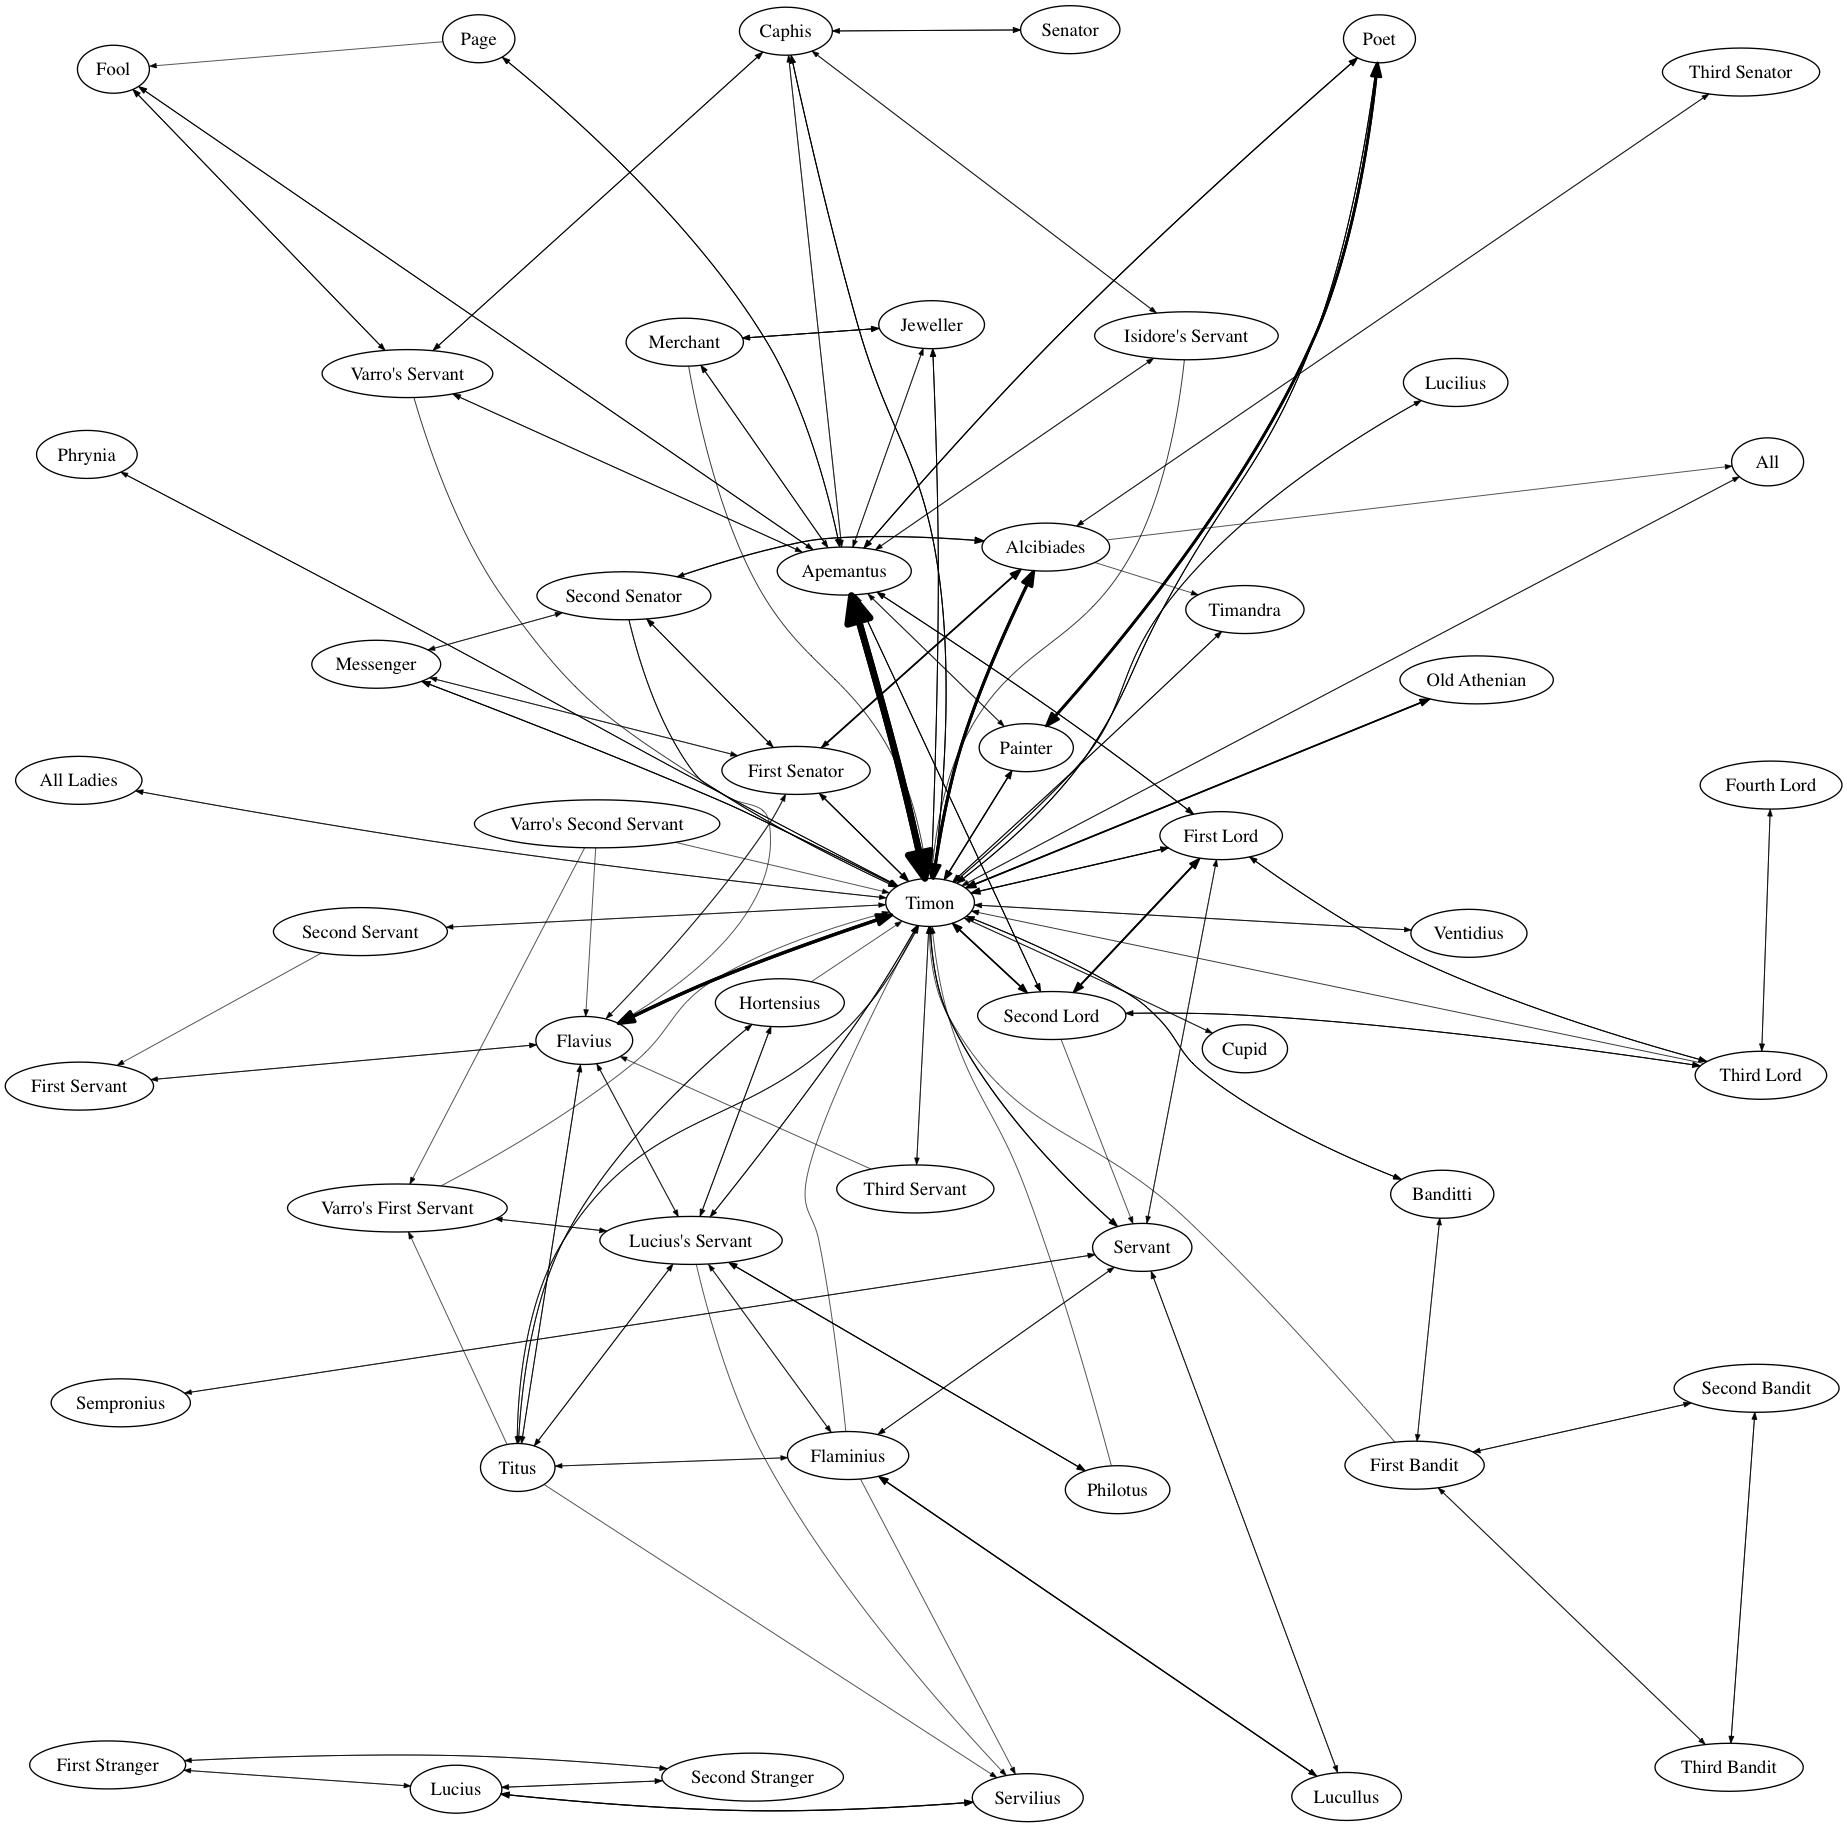 Caphis
Senator
Page
Poet
Fool
Third Senator
Jeweller
Merchant
Isidore's Servant
Varro's Servant
Lucilius
Phrynia
All
Alcibiades
Apemantus
Second Senator
Timandra
Messenger
Old Athenian
Painter
First Senator
All Ladies
Fourth Lord
Varro's Second Servant
First Lord
Timon
Second Servant
Ventidius
Hortensius
Second Lord
Flavius
Cupid
First Servant
Third Lord
Third Servant
Banditti
Varro's First Servant
Lucius's Servant
Servant
Second Bandit
Sempronius
Flaminius
First Bandit
Titus
Philotus
First Stranger
Third Bandit
Second Stranger
Lucius
Servilius
Lucullus